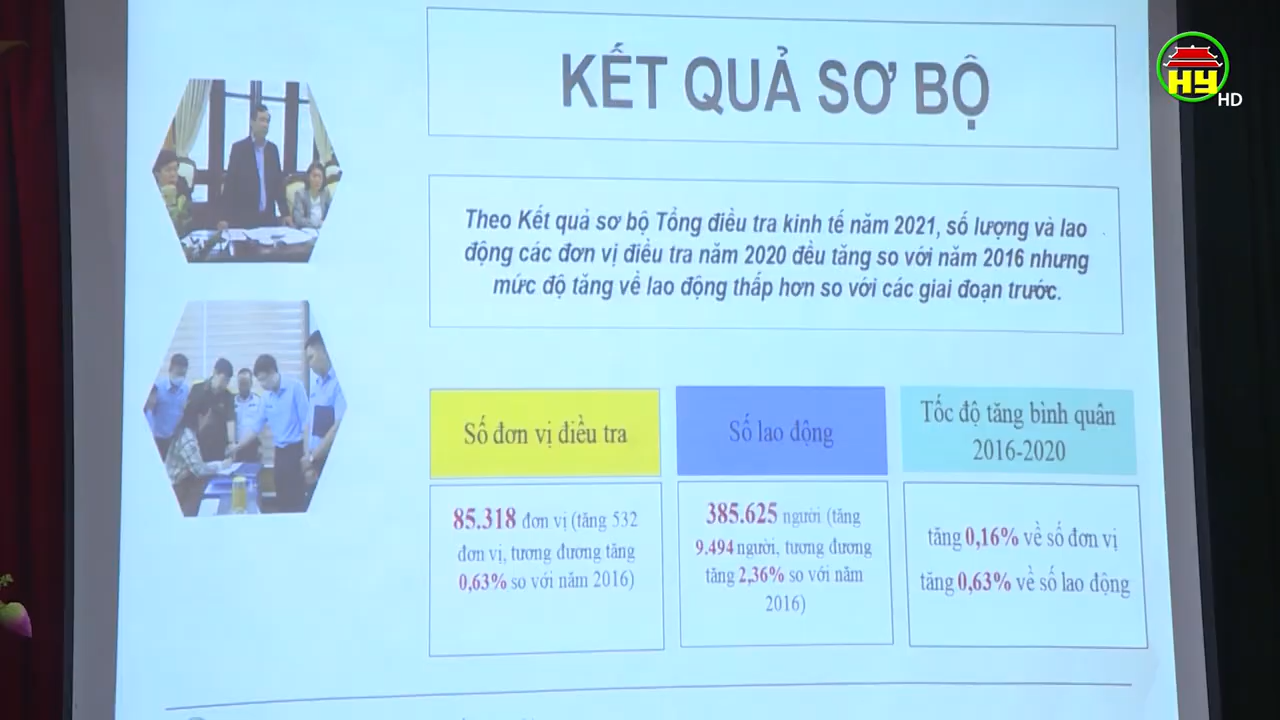 HY
HD
KẾT QUẢ SƠ BỘ
Theo Kết quả sơ bộ Tổng điều tra kinh tế năm 2021, số lượng và lao
động các đơn vị điều tra năm 2020 đều tăng so với năm 2016 nhưng
mức độ tăng về lao động thấp hơn so với các giai đoạn trước.
Số đơn vị điều tra
85.318 đơn vị (tăng 532
đơn vị, tương đương tăng
0,63% so với năm 2016)
Số lao động
385.625 người (tăng
9.494 người, tương đương
tăng 2,36% so với năm
2016)
Tốc độ tăng bình quân
2016-2020
tăng 0,16% về số đơn vị
tăng 0,63% về số lao động